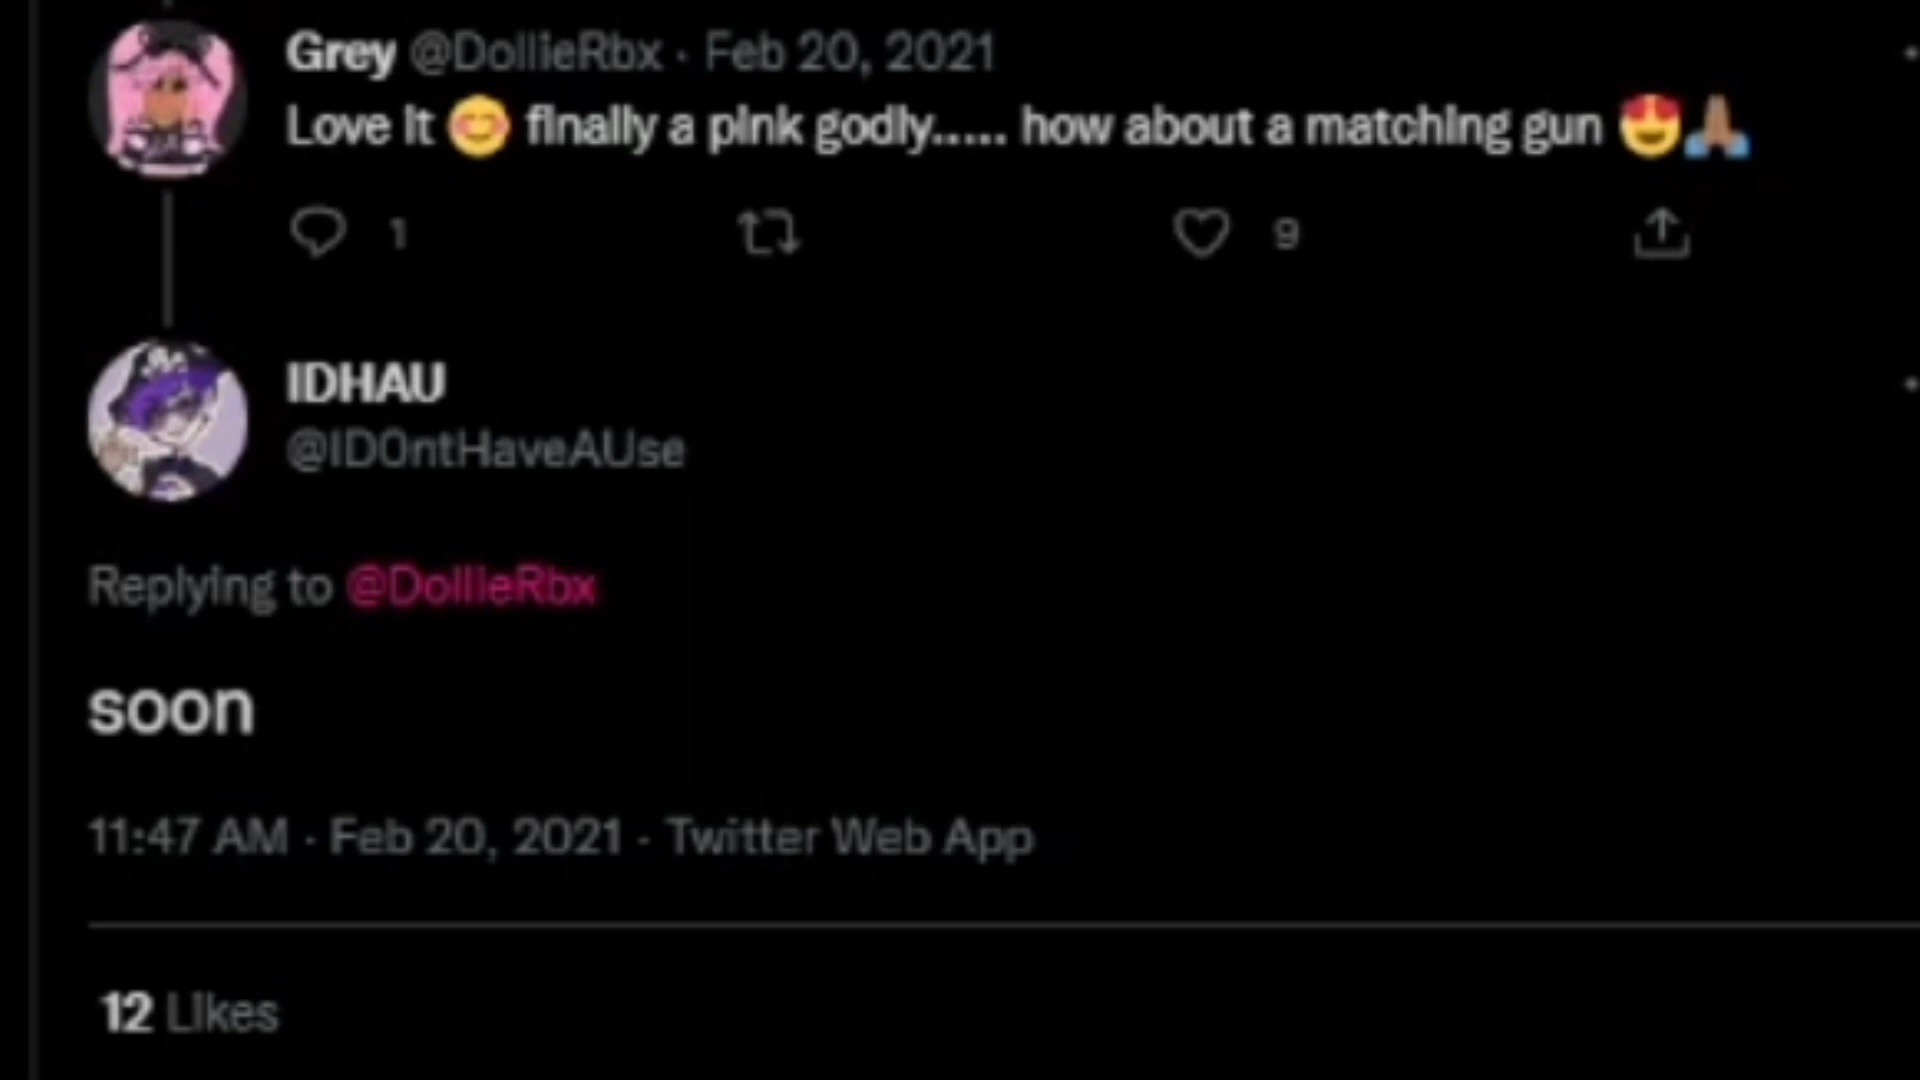 Grey @DollieRbx · Feb 20, 2021
Love it 😊 finally a pink godly..... how about a matching gun 😍🙏🏽
1 9
IDHAU
@ID0ntHaveAUse
Replying to @DollieRbx
soon
11:47 AM · Feb 20, 2021 · Twitter Web App
12 Likes